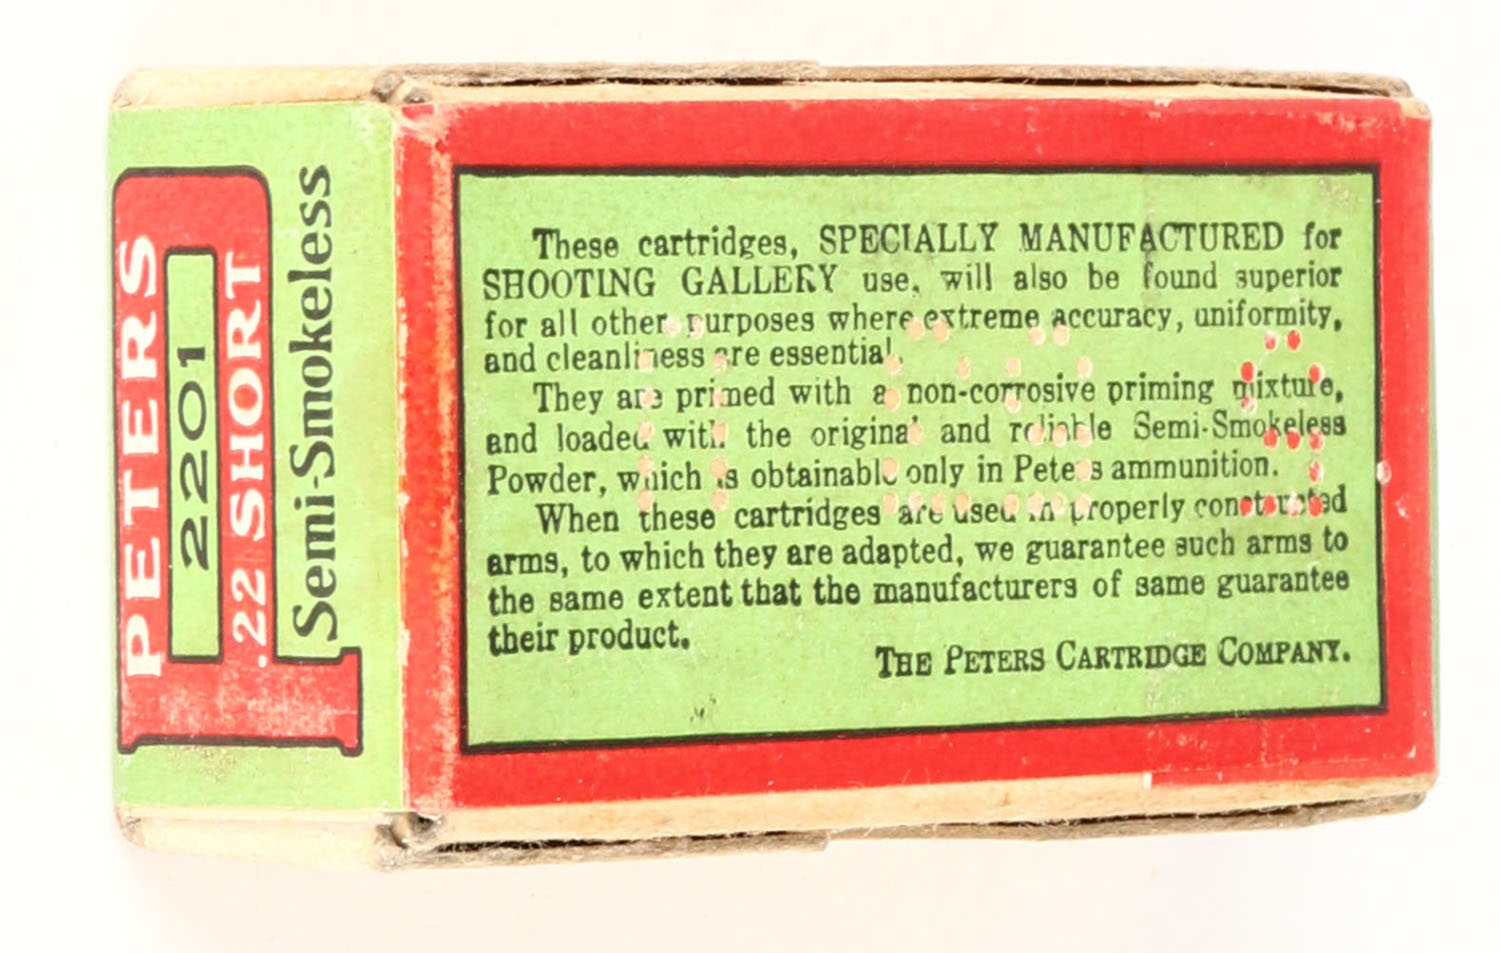 PETERS
2201
.22 SHORT
Semi-Smokeless
These cartridges, SPECIALLY MANUFACTURED for
SHOOTING GALLERY use, will also be found superior
for all other purposes where extreme accuracy, uniformity,
and cleanliness are essential.
They are primed with a non-corrosive priming mixture,
and loaded with the original and reliable Semi-Smokeless
Powder, which is obtainable only in Peters ammunition.
When these cartridges are used in properly constructed
arms, to which they are adapted, we guarantee such arms to
the same extent that the manufacturers of same guarantee
their product.
THE PETERS CARTRIDGE COMPANY.